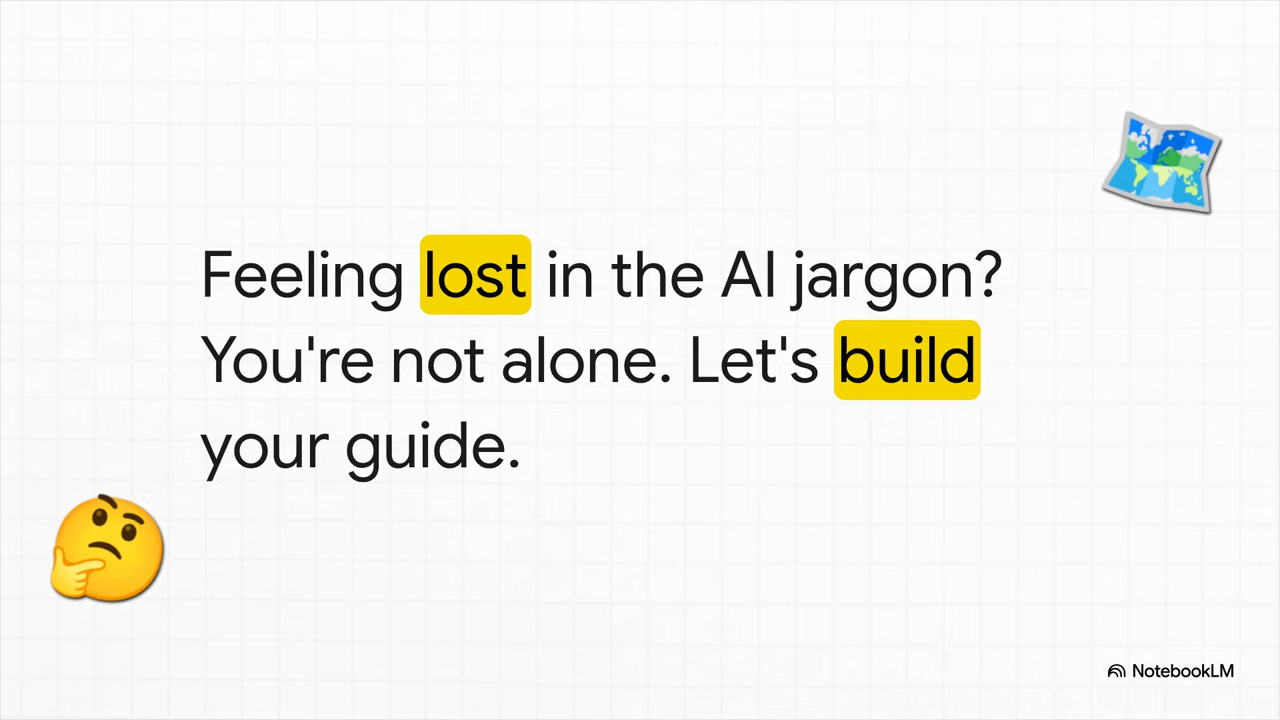 Feeling lost in the AI jargon?
You're not alone. Let's build
your guide.
NotebookLM